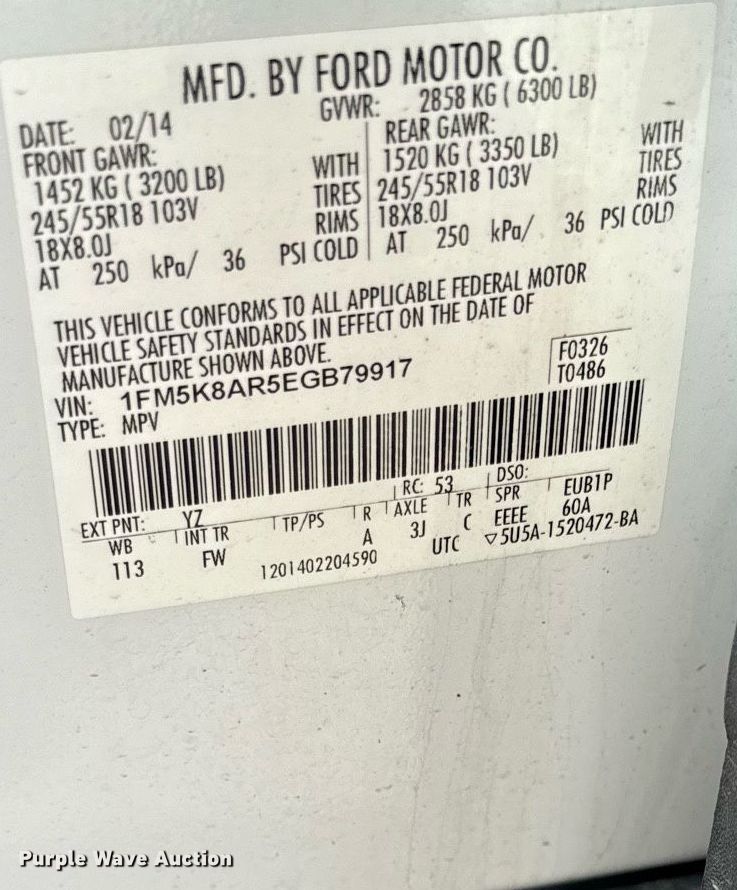 MFD. BY FORD MOTOR CO.
DATE: 02/14
GVWR: 2858 KG ( 6300 LB)
FRONT GAWR:
1452 KG ( 3200 LB) WITH
245/55R18 103V TIRES
18X8.0J RIMS
AT 250 kPa/ 36 PSI COLD
REAR GAWR:
1520 KG ( 3350 LB) WITH
245/55R18 103V TIRES
18X8.0J RIMS
AT 250 kPa/ 36 PSI COLD
THIS VEHICLE CONFORMS TO ALL APPLICABLE FEDERAL MOTOR
VEHICLE SAFETY STANDARDS IN EFFECT ON THE DATE OF
MANUFACTURE SHOWN ABOVE.
VIN: 1FM5K8AR5EGB79917
TYPE: MPV
F0326
T0486
EXT PNT: YZ RC: 53 DSO:
WB INT TR TP/PS R AXLE TR SPR EUB1P
113 FW A 3J C EEEE 60A
1201402204590 UTC ▽5U5A-1520472-BA
Purple Wave Auction